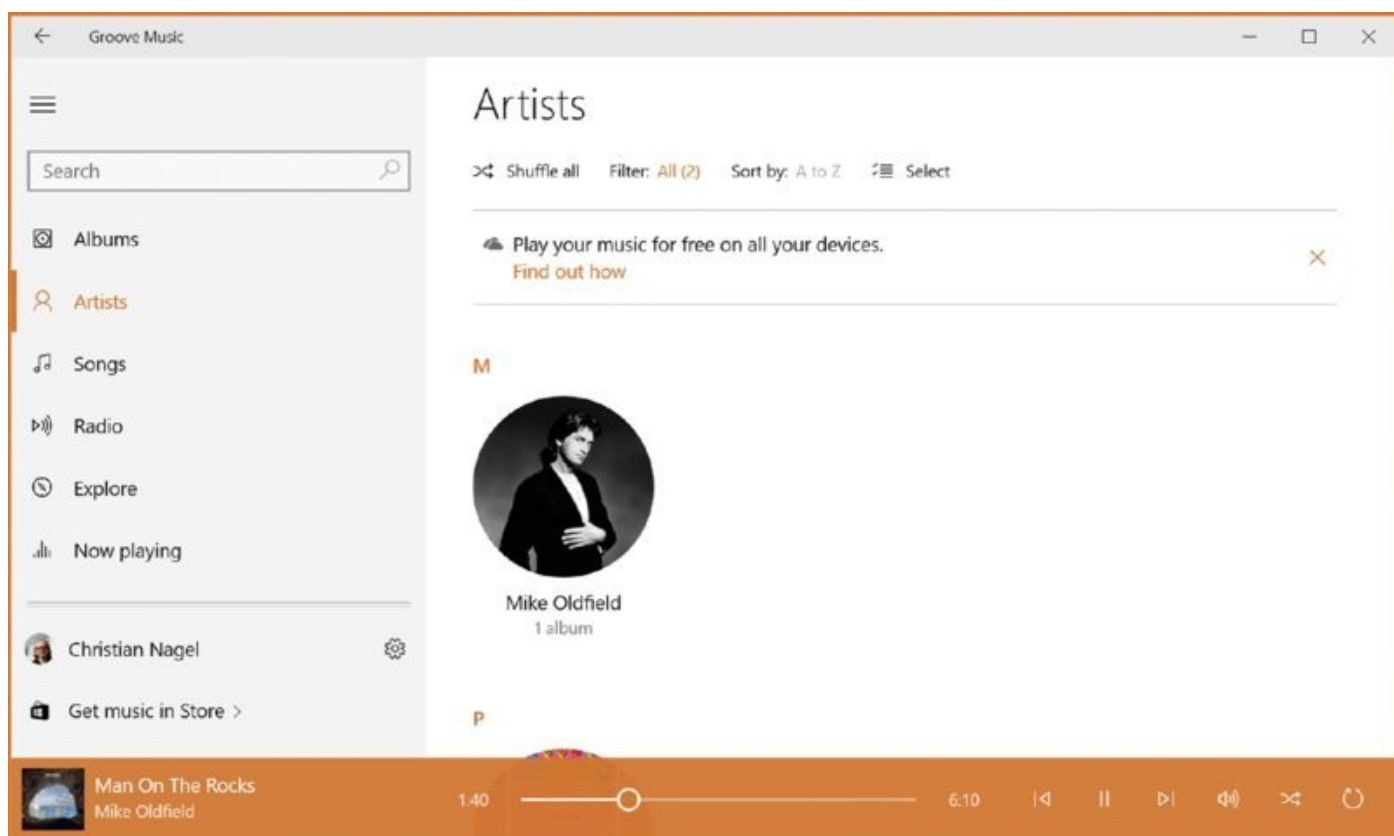 Groove Music
Search
Albums
Artists
Songs
Radio
Explore
Now playing
Christian Nagel
Get music in Store >
Artists
Shuffle all Filter: All (2) Sort by: A to Z Select
Play your music for free on all your devices.
Find out how
M
Mike Oldfield
1 album
P
Man On The Rocks
Mike Oldfield
1:40 6:10